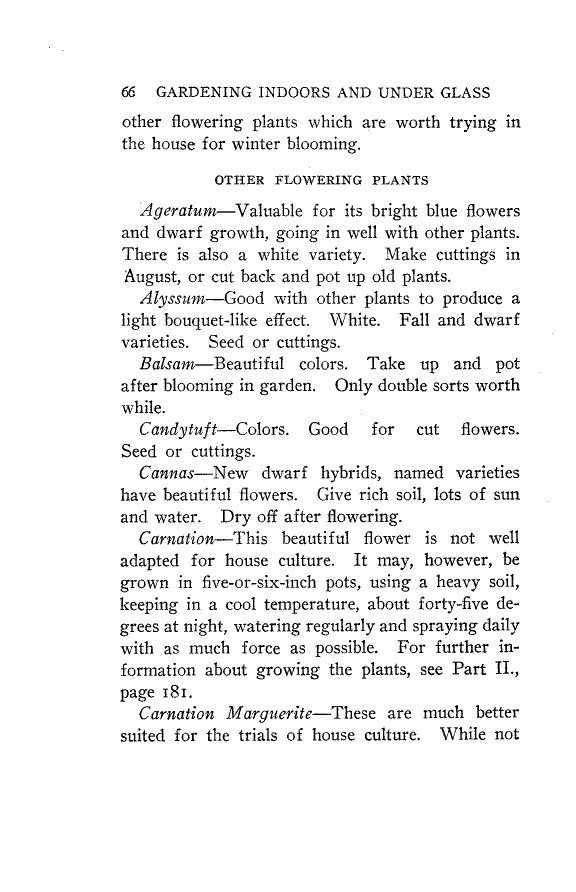 66 GARDENING INDOORS AND UNDER GLASS
other flowering plants which are worth trying in
the house for winter blooming.
OTHER FLOWERING PLANTS
Ageratum—Valuable for its bright blue flowers
and dwarf growth, going in well with other plants.
There is also a white variety. Make cuttings in
August, or cut back and pot up old plants.
Alyssum—Good with other plants to produce a
light bouquet-like effect. White. Fall and dwarf
varieties. Seed or cuttings.
Balsam—Beautiful colors. Take up and pot
after blooming in garden. Only double sorts worth
while.
Candytuft—Colors. Good for cut flowers.
Seed or cuttings.
Cannas—New dwarf hybrids, named varieties
have beautiful flowers. Give rich soil, lots of sun
and water. Dry off after flowering.
Carnation—This beautiful flower is not well
adapted for house culture. It may, however, be
grown in five-or-six-inch pots, using a heavy soil,
keeping in a cool temperature, about forty-five de-
grees at night, watering regularly and spraying daily
with as much force as possible. For further in-
formation about growing the plants, see Part II.,
page 181.
Carnation Marguerite—These are much better
suited for the trials of house culture. While not